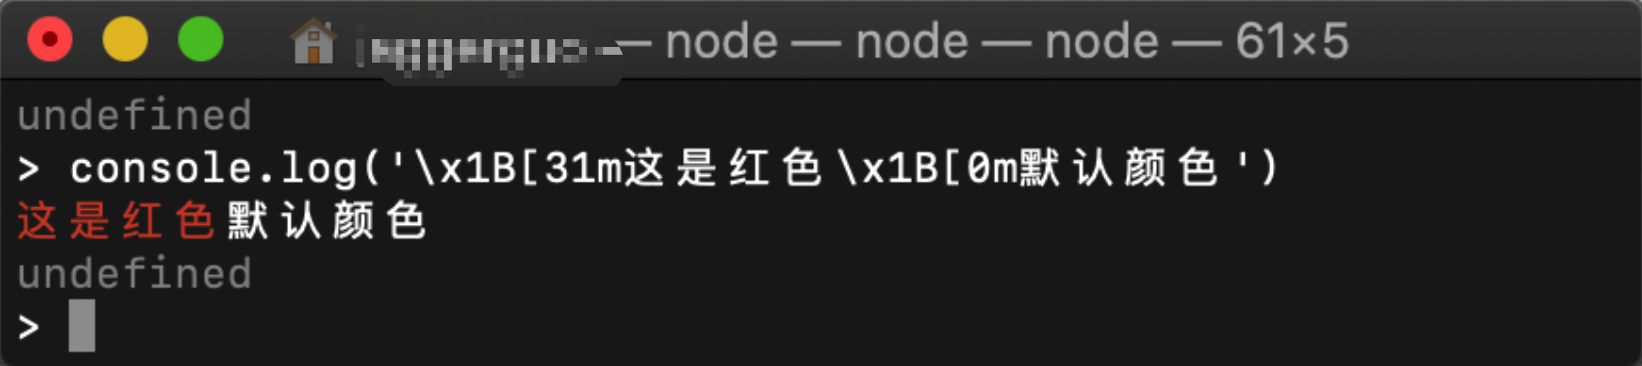 — node — node — node — 61×5
undefined
> console.log('\x1B[31m这是红色\x1B[0m默认颜色')
这是红色默认颜色
undefined
>